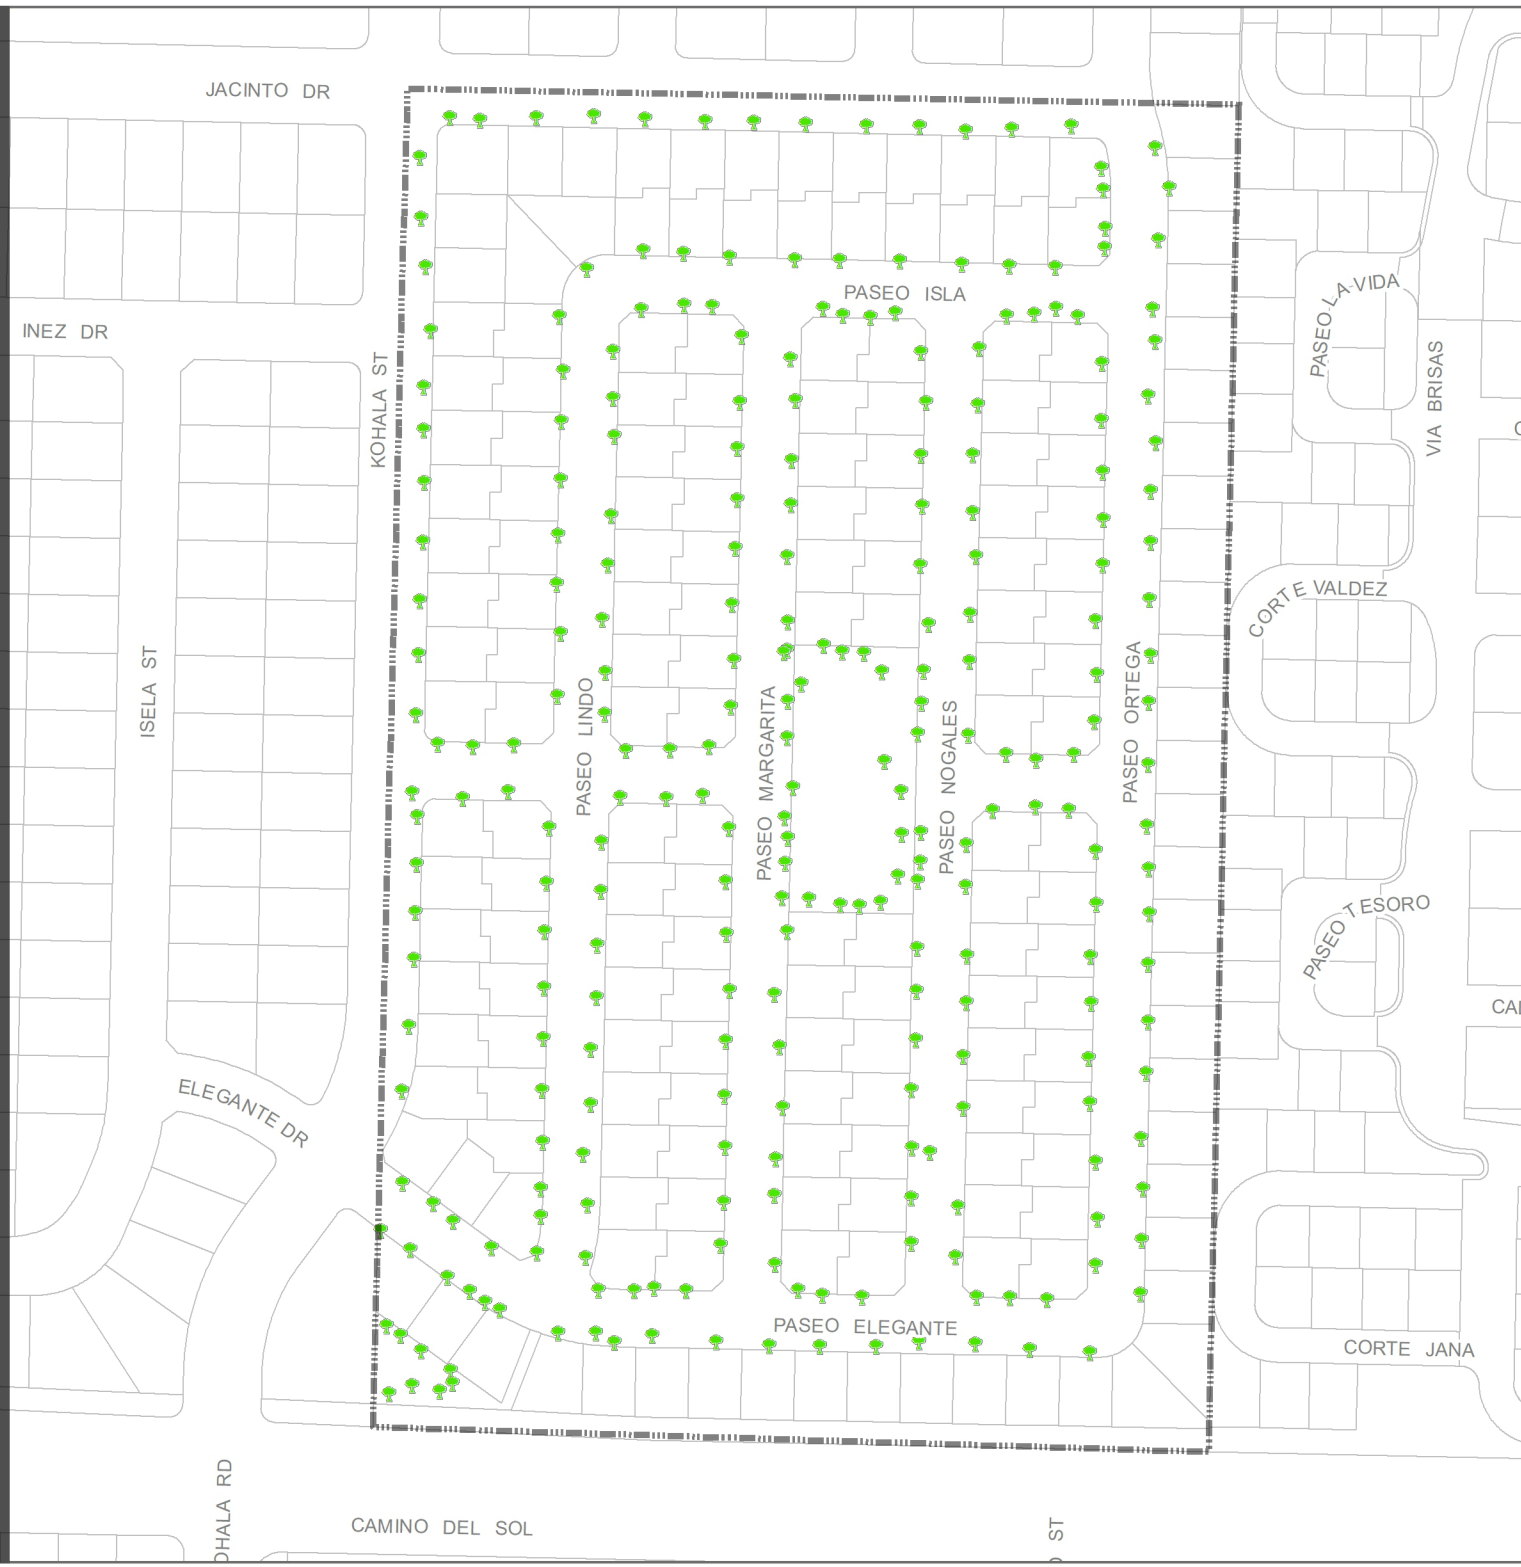 JACINTO DR
PASEO ISLA
PASEO LA VIDA
INEZ DR
KOHALA ST
VIA BRISAS
CORTE VALDEZ
ISELA ST
PASEO LINDO
PASEO MARGARITA
PASEO NOGALES
PASEO ORTEGA
PASEO TESORO
ELEGANTE DR
PASEO ELEGANTE
CORTE JANA
CAMINO DEL SOL
ST